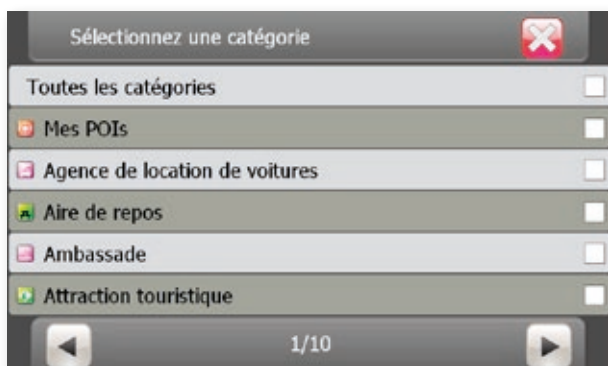 Sélectionnez une catégorie
Toutes les catégories
Mes POIs
Agence de location de voitures
Aire de repos
Ambassade
Attraction touristique
1/10